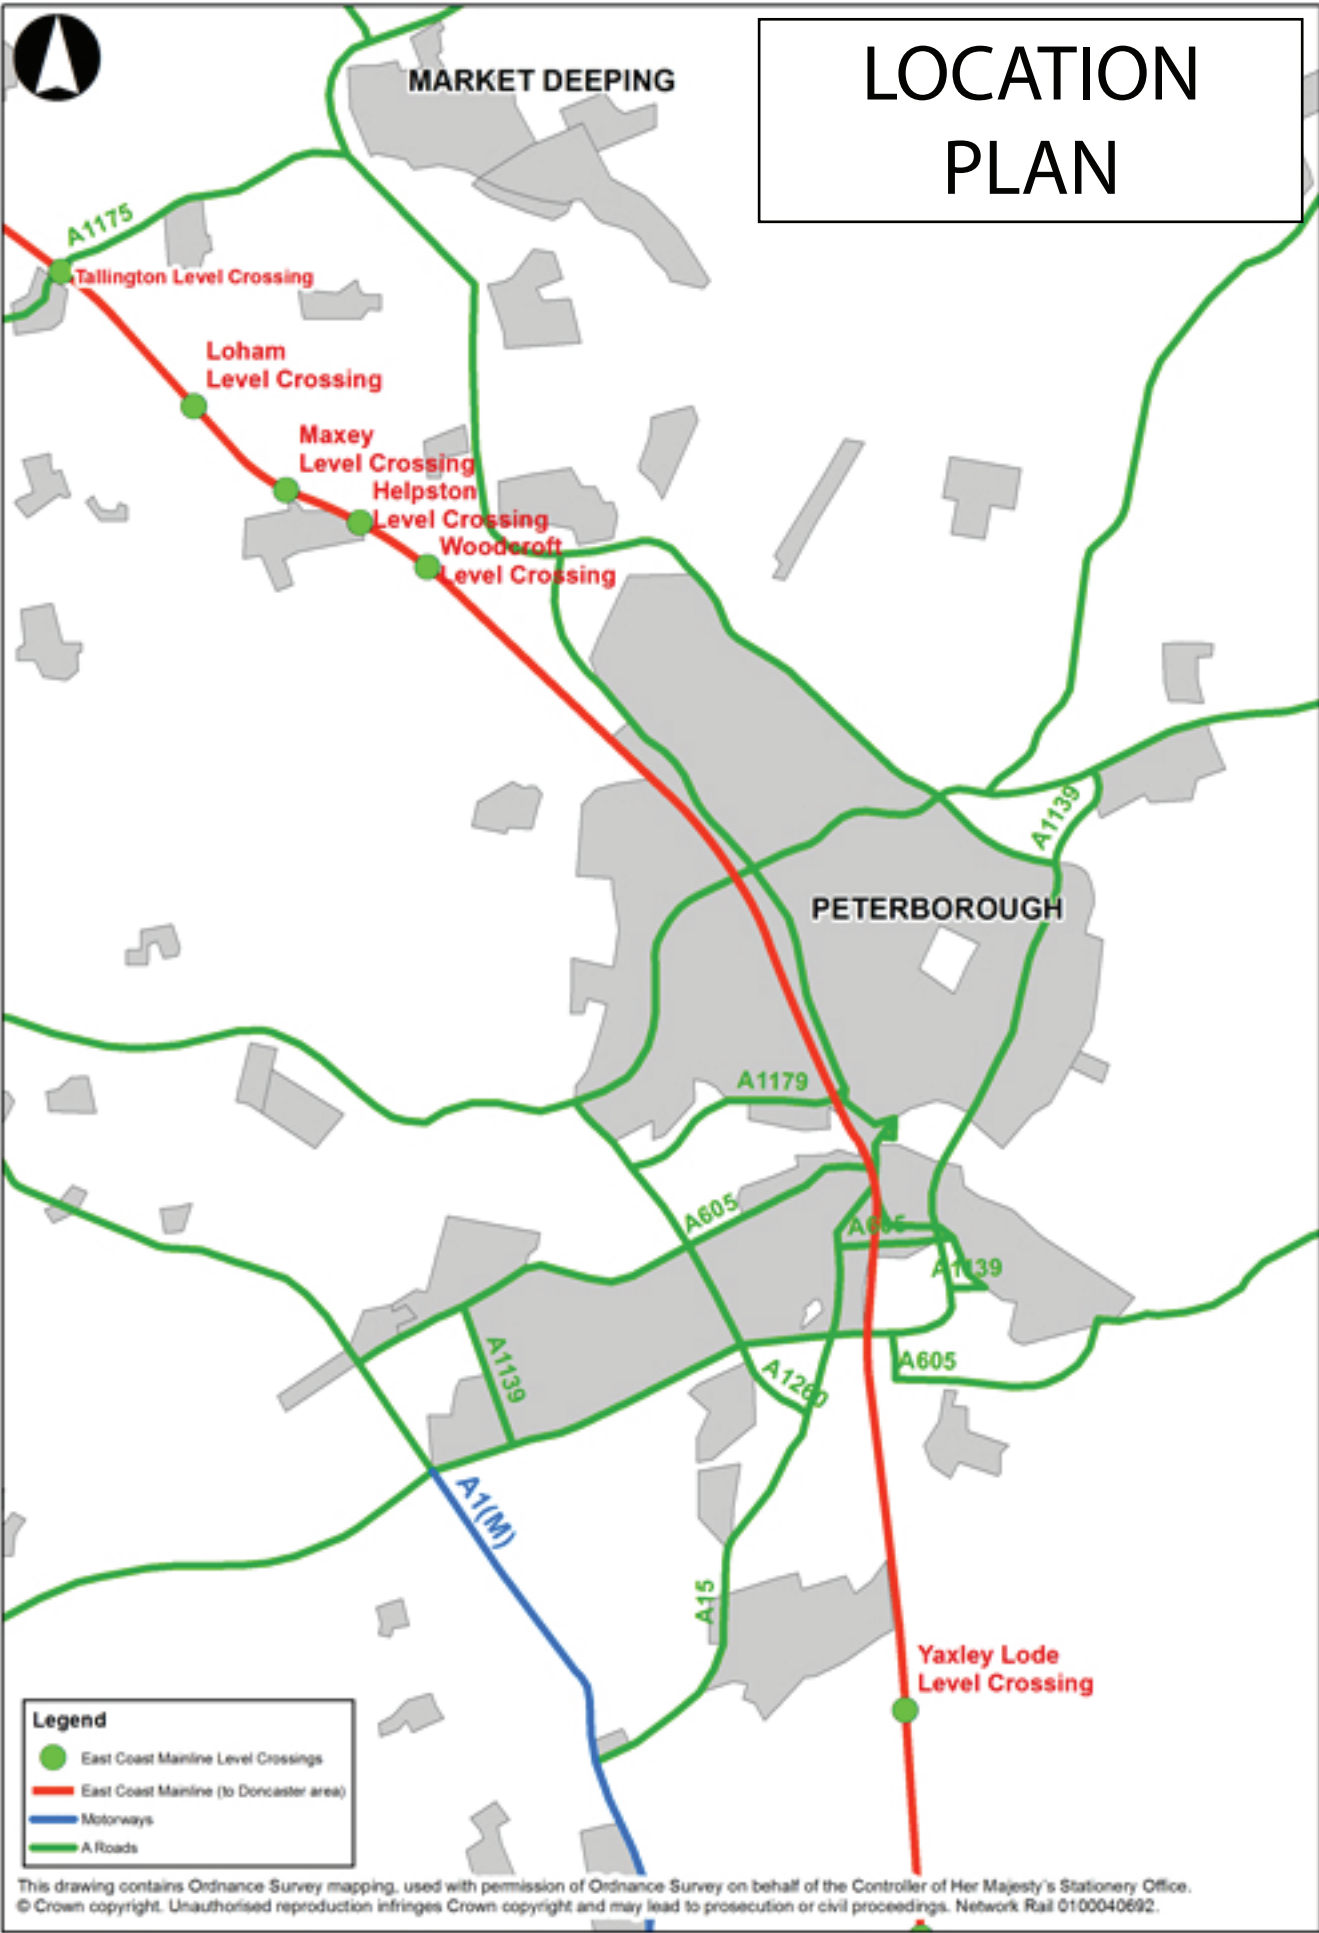 LOCATION
PLAN
MARKET DEEPING
A1175
Tallington Level Crossing
Loham
Level Crossing
Maxey
Level Crossing
Helpston
Level Crossing
Woodcroft
Level Crossing
A1139
PETERBOROUGH
A1179
A605
A605
A1139
A1139
A605
A1260
A1(M)
A15
Yaxley Lode
Level Crossing
Legend
East Coast Mainline Level Crossings
East Coast Mainline (to Doncaster area)
Motorways
A Roads
This drawing contains Ordnance Survey mapping, used with permission of Ordnance Survey on behalf of the Controller of Her Majesty's Stationery Office.
© Crown copyright. Unauthorised reproduction infringes Crown copyright and may lead to prosecution or civil proceedings. Network Rail 0100040692.